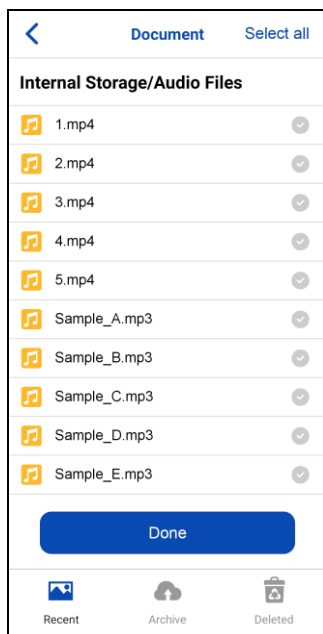 Document Select all
Internal Storage/Audio Files
1.mp4
2.mp4
3.mp4
4.mp4
5.mp4
Sample_A.mp3
Sample_B.mp3
Sample_C.mp3
Sample_D.mp3
Sample_E.mp3
Done
Recent Archive Deleted